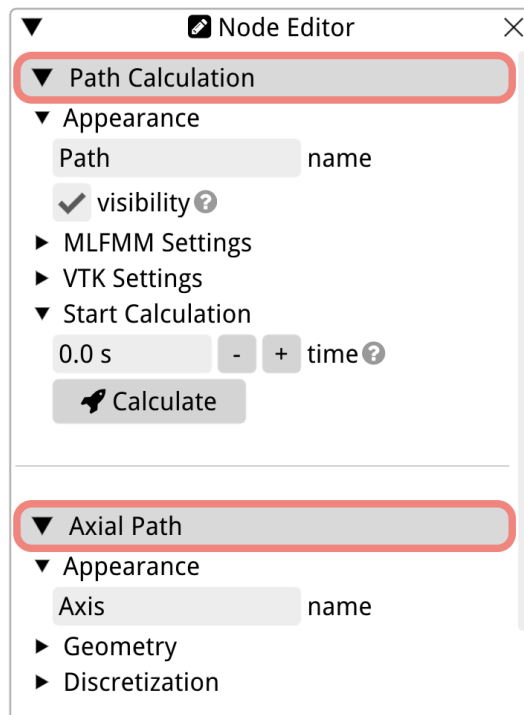 Node Editor
Path Calculation
Appearance
Path name
visibility ?
MLFMM Settings
VTK Settings
Start Calculation
0.0 s - + time ?
Calculate
Axial Path
Appearance
Axis name
Geometry
Discretization